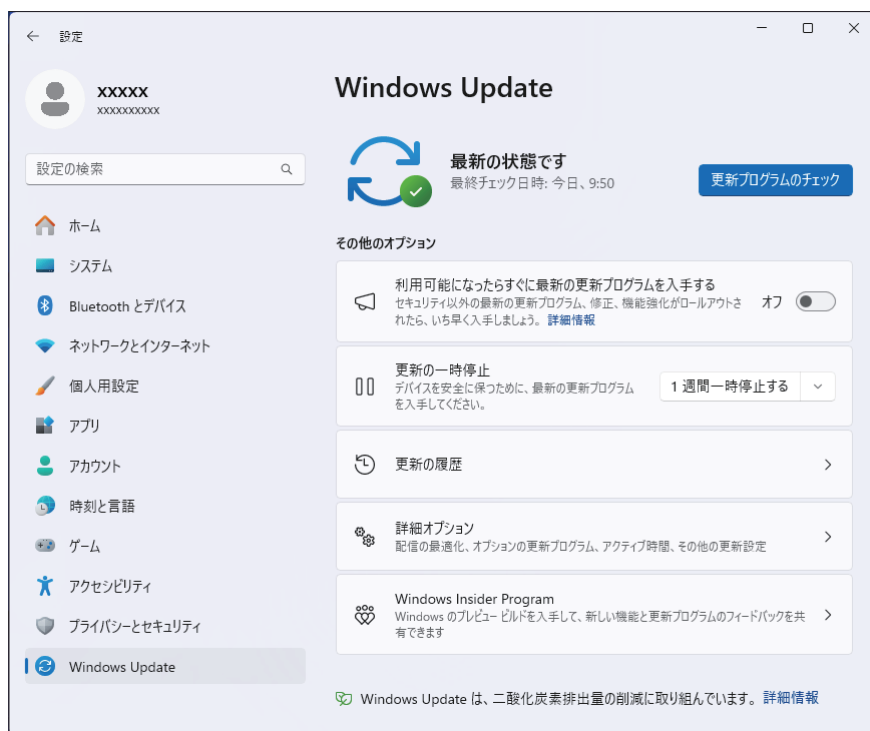 設定
xxxxx
xxxxxxxxxx
設定の検索
ホーム
システム
Bluetooth とデバイス
ネットワークとインターネット
個人用設定
アプリ
アカウント
時刻と言語
ゲーム
アクセシビリティ
プライバシーとセキュリティ
Windows Update
Windows Update
最新の状態です
最終チェック日時: 今日、9:50
更新プログラムのチェック
その他のオプション
利用可能になったらすぐに最新の更新プログラムを入手する
セキュリティ以外の最新の更新プログラム、修正、機能強化がロールアウトさ
れたら、いち早く入手しましょう。 詳細情報
オフ
更新の一時停止
デバイスを安全に保つために、最新の更新プログラム
を入手してください。
1 週間一時停止する
更新の履歴
詳細オプション
配信の最適化、オプションの更新プログラム、アクティブ時間、その他の更新設定
Windows Insider Program
Windows のプレビュー ビルドを入手して、新しい機能と更新プログラムのフィードバックを共
有できます
Windows Update は、二酸化炭素排出量の削減に取り組んでいます。 詳細情報